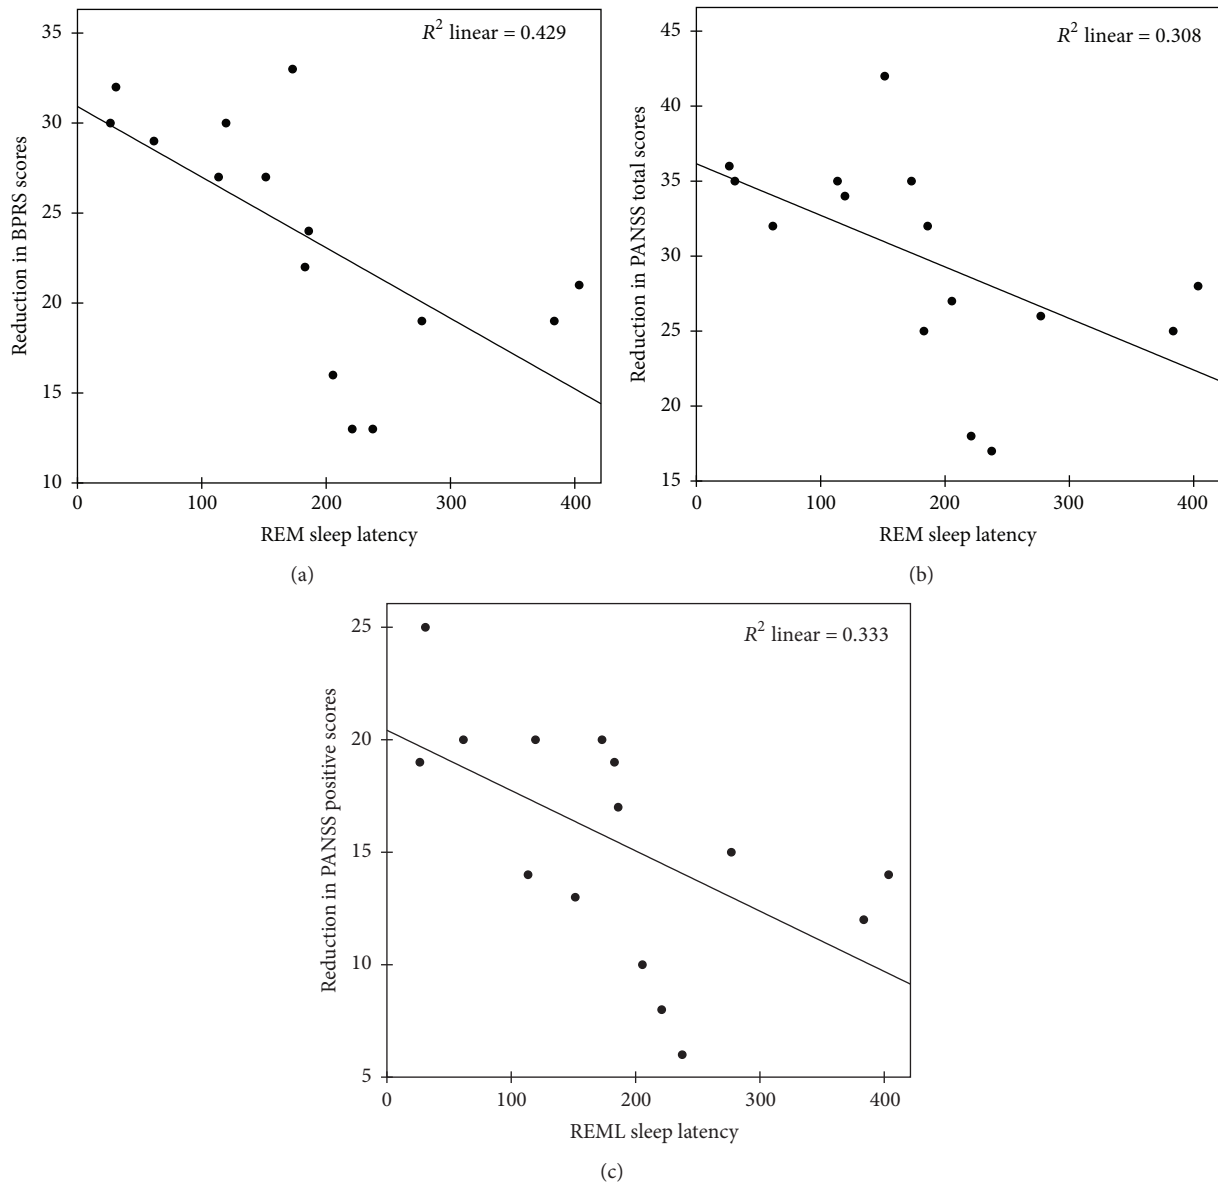 R² linear = 0.429
35
30
25
20
15
10
Reduction in BPRS scores
0 100 200 300 400
REM sleep latency
(a)
R² linear = 0.308
45
40
35
30
25
20
15
Reduction in PANSS total scores
0 100 200 300 400
REM sleep latency
(b)
R² linear = 0.333
25
20
15
10
5
Reduction in PANSS positive scores
0 100 200 300 400
REML sleep latency
(c)